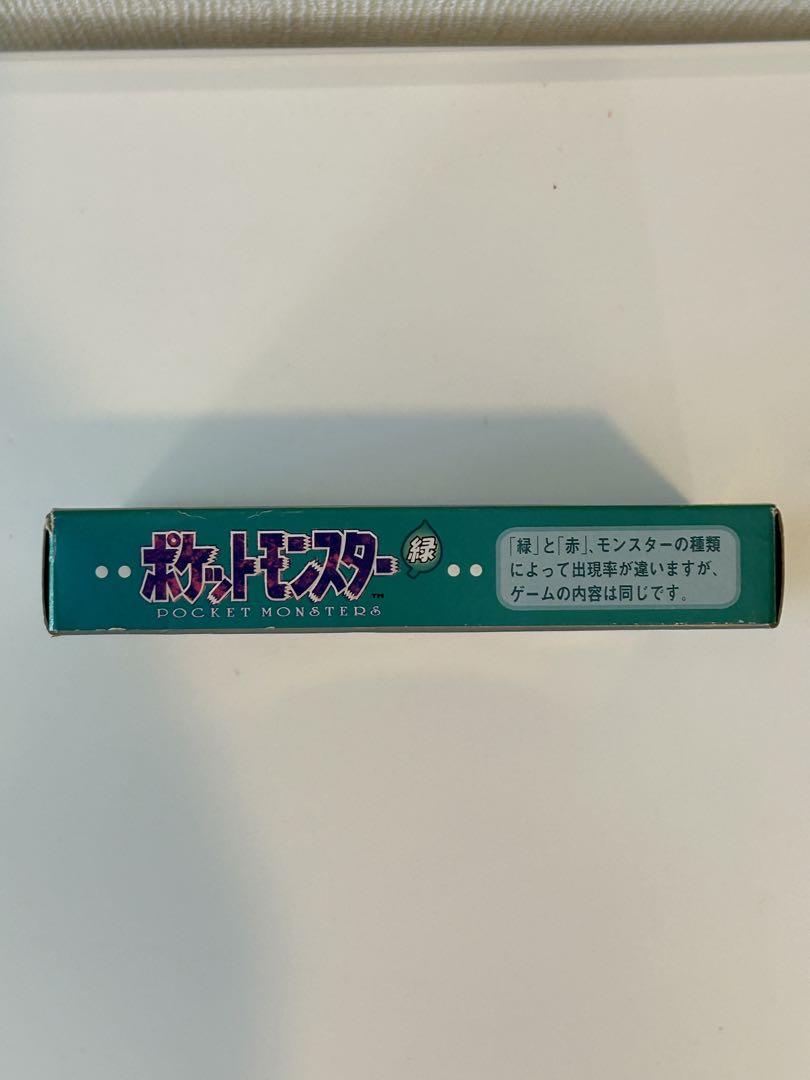 ポケットモンスター 緑
TM
POCKET MONSTERS
「緑」と「赤」、モンスターの種類
によって出現率が違いますが、
ゲームの内容は同じです。